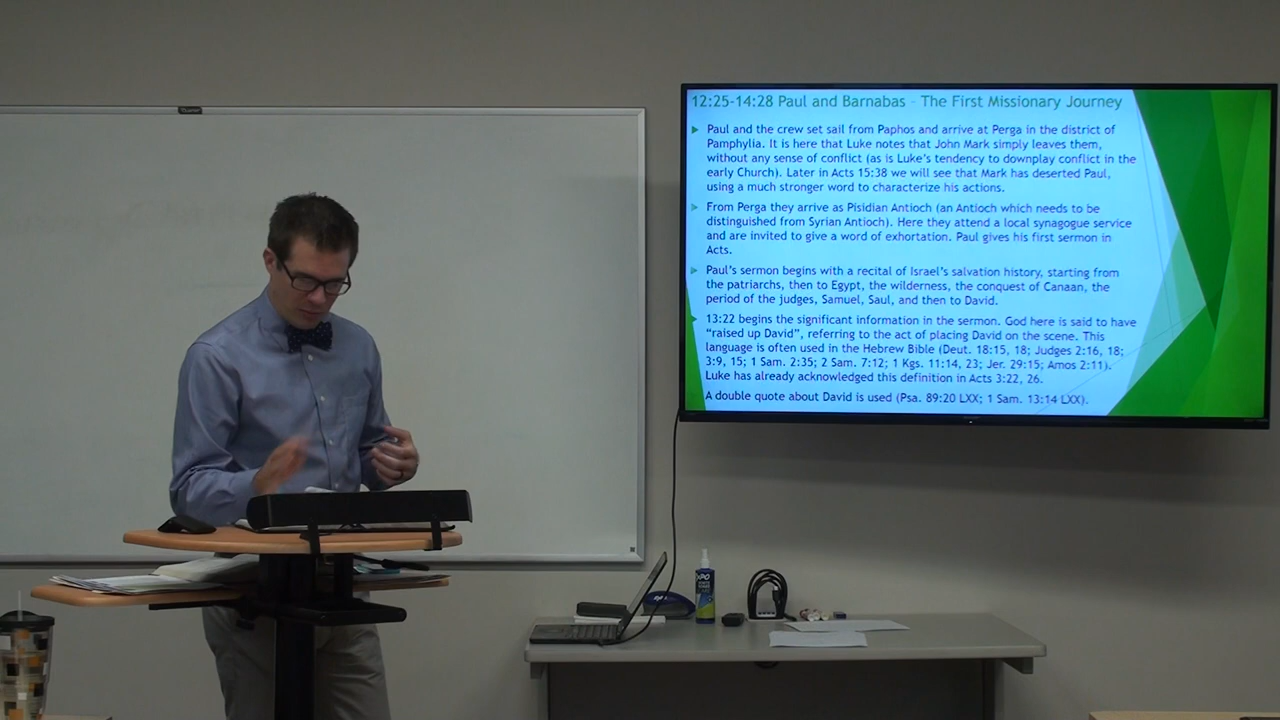 12:25-14:28 Paul and Barnabas – The First Missionary Journey
Paul and the crew set sail from Paphos and arrive at Perga in the district of
Pamphylia. It is here that Luke notes that John Mark simply leaves them,
without any sense of conflict (as is Luke's tendency to downplay conflict in the
early Church). Later in Acts 15:38 we will see that Mark has deserted Paul,
using a much stronger word to characterize his actions.
From Perga they arrive as Pisidian Antioch (an Antioch which needs to be
distinguished from Syrian Antioch). Here they attend a local synagogue service
and are invited to give a word of exhortation. Paul gives his first sermon in
Acts.
Paul's sermon begins with a recital of Israel's salvation history, starting from
the patriarchs, then to Egypt, the wilderness, the conquest of Canaan, the
period of the judges, Samuel, Saul, and then to David.
13:22 begins the significant information in the sermon. God here is said to have
"raised up David", referring to the act of placing David on the scene. This
language is often used in the Hebrew Bible (Deut. 18:15, 18; Judges 2:16, 18;
3:9, 15; 1 Sam. 2:35; 2 Sam. 7:12; 1 Kgs. 11:14, 23; Jer. 29:15; Amos 2:11).
Luke has already acknowledged this definition in Acts 3:22, 26.
A double quote about David is used (Psa. 89:20 LXX; 1 Sam. 13:14 LXX).
EXPO